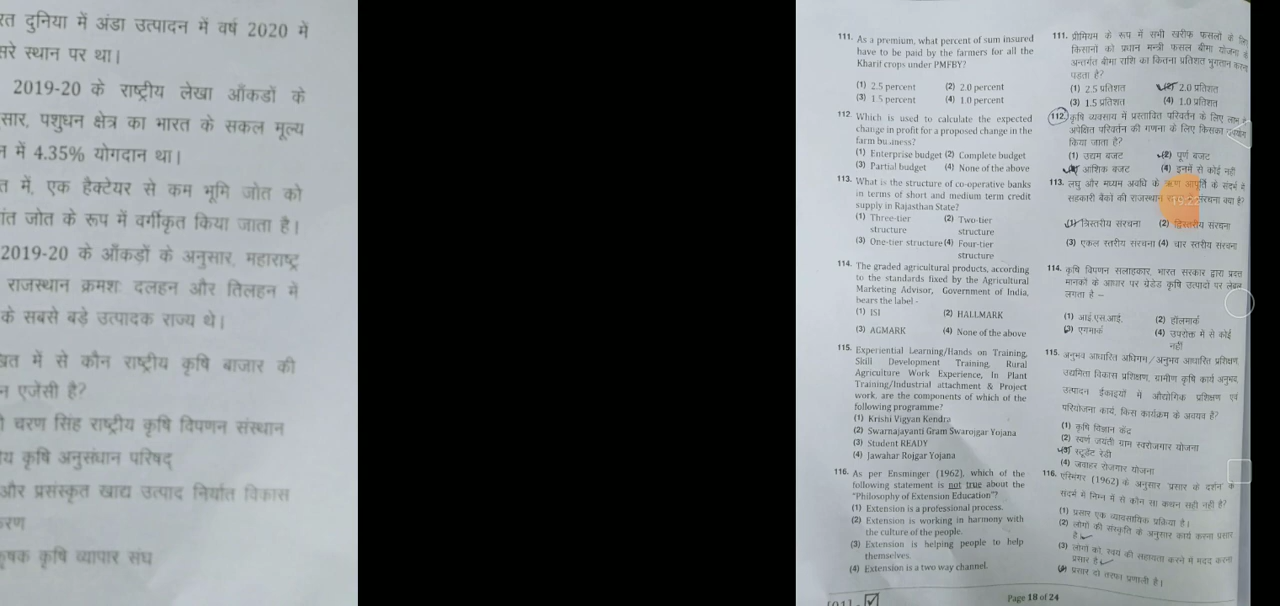 रत दुनिया में अंडा उत्पादन में वर्ष 2020 में
सरे स्थान पर था।
2019-20 के राष्ट्रीय लेखा आँकडों के
सार, पशुधन क्षेत्र का भारत के सकल मूल्य
न में 4.35% योगदान था।
त में, एक हैक्टेयर से कम भूमि जोत को
ांत जोत के रूप में वर्गीकृत किया जाता है।
2019-20 के आँकड़ों के अनुसार, महाराष्ट्र
राजस्थान क्रमशः दलहन और तिलहन में
के सबसे बड़े उत्पादक राज्य थे।
खित में से कौन राष्ट्रीय कृषि बाजार की
न एजेंसी है?
ी चरण सिंह राष्ट्रीय कृषि विपणन संस्थान
ीय कृषि अनुसंधान परिषद्
और प्रसंस्कृत खाद्य उत्पाद निर्यात विकास
करण
कृषक कृषि व्यापार संघ
111. As a premium, what percent of sum insured
have to be paid by the farmers for all the
Kharif crops under PMFBY?
(1) 2.5 percent (2) 2.0 percent
(3) 1.5 percent (4) 1.0 percent
112. Which is used to calculate the expected
change in profit for a proposed change in the
farm business?
(1) Enterprise budget (2) Complete budget
(3) Partial budget (4) None of the above
113. What is the structure of co-operative banks
in terms of short and medium term credit
supply in Rajasthan State?
(1) Three-tier structure (2) Two-tier structure
(3) One-tier structure (4) Four-tier structure
114. The graded agricultural products, according
to the standards fixed by the Agricultural
Marketing Advisor, Government of India,
bears the label -
(1) ISI (2) HALLMARK
(3) AGMARK (4) None of the above
115. Experiential Learning/Hands on Training,
Skill Development Training, Rural
Agriculture Work Experience, In Plant
Training/Industrial attachment & Project
work, are the components of which of the
following programme?
(1) Krishi Vigyan Kendra
(2) Swarnajayanti Gram Swarojgar Yojana
(3) Student READY
(4) Jawahar Rojgar Yojana
116. As per Ensminger (1962), which of the
following statement is not true about the
"Philosophy of Extension Education"?
(1) Extension is a professional process.
(2) Extension is working in harmony with
the culture of the people.
(3) Extension is helping people to help
themselves.
(4) Extension is a two way channel.
111. प्रीमियम के रूप में सभी खरीफ फसलों के लिए
किसानों को प्रधान मन्त्री फसल बीमा योजना के
अन्तर्गत बीमा राशि का कितना प्रतिशत भुगतान करना
पड़ता है?
(1) 2.5 प्रतिशत (2) 2.0 प्रतिशत
(3) 1.5 प्रतिशत (4) 1.0 प्रतिशत
112. कृषि व्यवसाय में प्रस्तावित परिवर्तन के लिए लाभ में
अपेक्षित परिवर्तन की गणना के लिए किसका उपयोग
किया जाता है?
(1) उद्यम बजट (2) पूर्ण बजट
(3) आंशिक बजट (4) इनमें से कोई नहीं
113. लघु और मध्यम अवधि के ऋण आपूर्ति के संदर्भ में
सहकारी बैंकों की राजस्थान संरचना क्या है?
(1) त्रिस्तरीय संरचना (2) द्विस्तरीय संरचना
(3) एकल स्तरीय संरचना (4) चार स्तरीय संरचना
114. कृषि विपणन सलाहकार, भारत सरकार द्वारा प्रदत्त
मानकों के आधार पर ग्रेडेड कृषि उत्पादों पर लेबल
लगता है –
(1) आई.एस.आई. (2) हॉलमार्क
(3) एगमार्क (4) उपरोक्त में से कोई नहीं
115. अनुभव आधारित अधिगम/अनुभव आधारित प्रशिक्षण,
उद्यमिता विकास प्रशिक्षण, ग्रामीण कृषि कार्य अनुभव,
उत्पादन ईकाइयों में औद्योगिक प्रशिक्षण एवं
परियोजना कार्य, किस कार्यक्रम के अवयव हैं?
(1) कृषि विज्ञान केंद्र
(2) स्वर्ण जयंती ग्राम स्वरोजगार योजना
(3) स्टूडेंट रेडी
(4) जवाहर रोजगार योजना
116. एंस्मिंगर (1962) के अनुसार 'प्रसार के दर्शन' के
संदर्भ में निम्न में से कौन सा कथन सही नहीं है?
(1) प्रसार एक व्यावसायिक प्रक्रिया है।
(2) लोगों की संस्कृति के अनुसार कार्य करना प्रसार
है
(3) लोगों को स्वयं की सहायता करने में मदद करना
प्रसार है
(4) प्रसार दो तरफा प्रणाली है।
Page 18 of 24